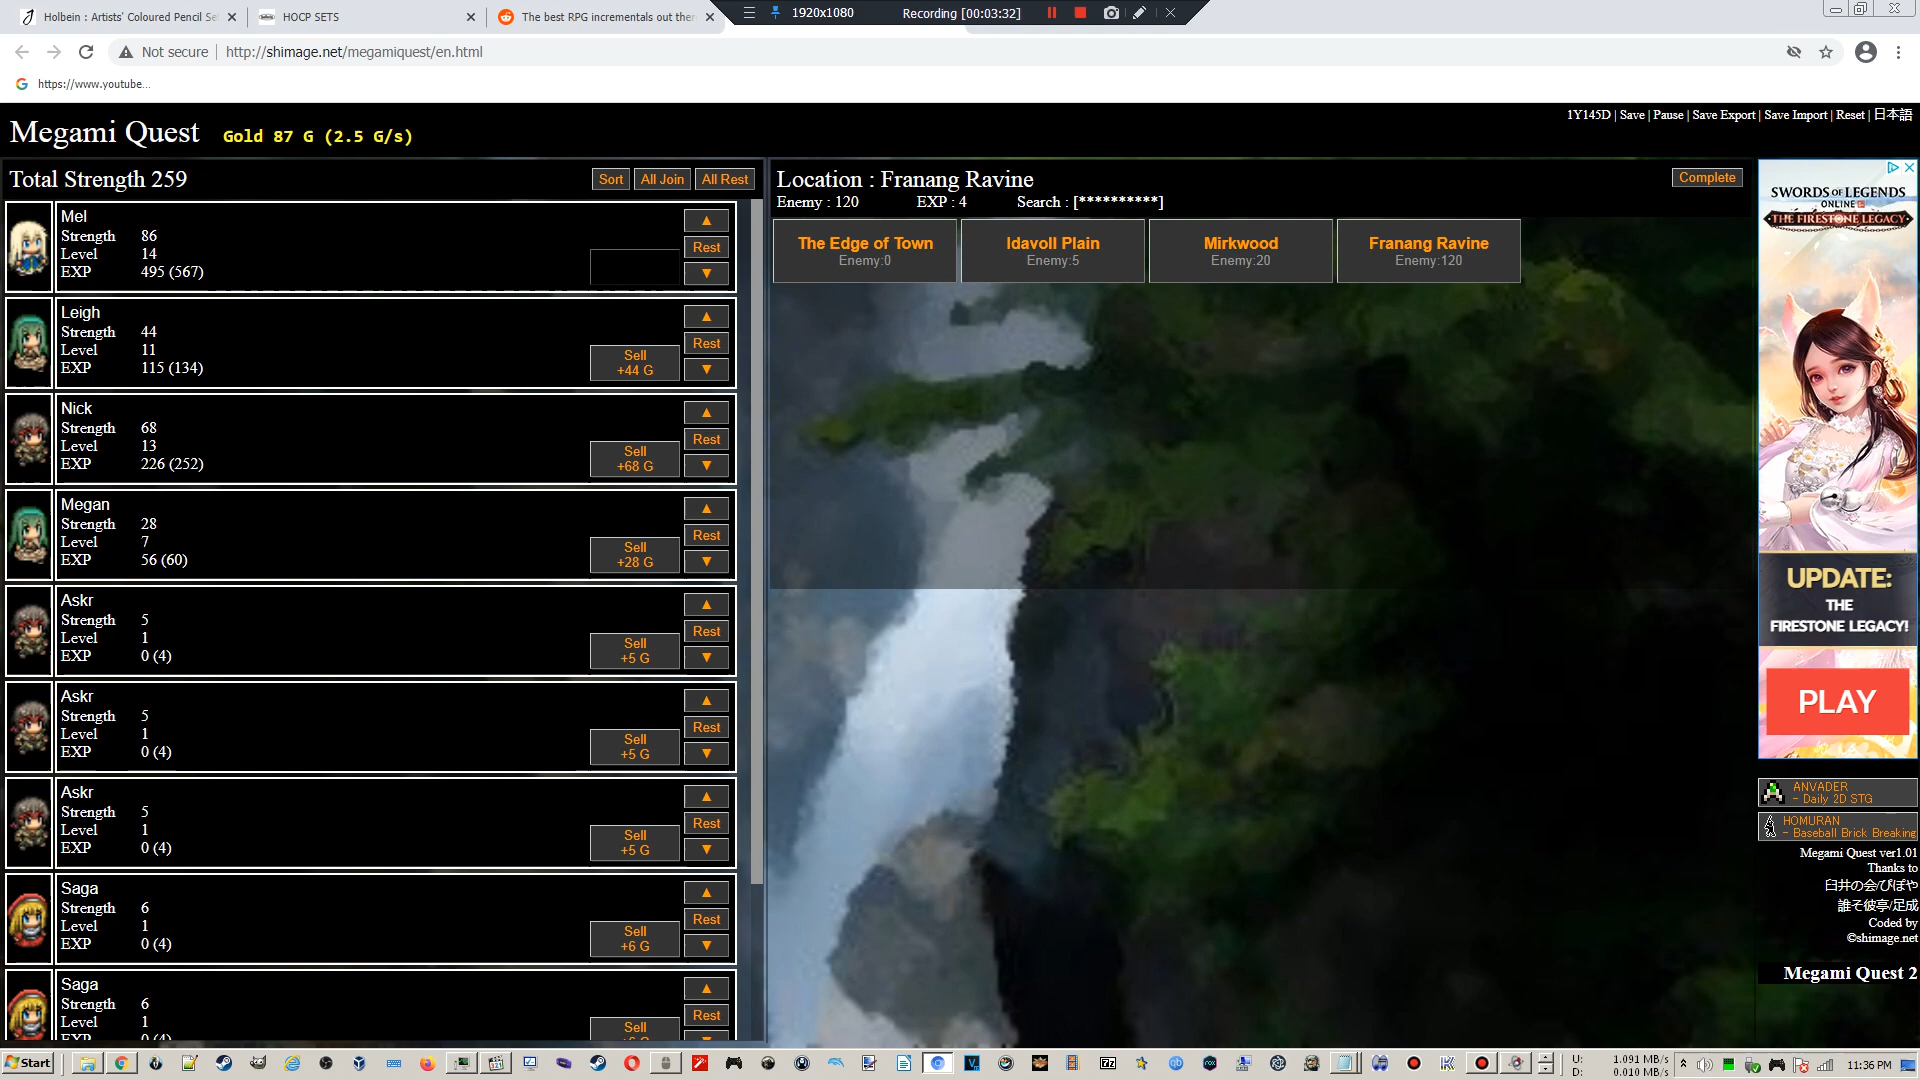 Holbein : Artists' Coloured Pencil Se
HOCP SETS
The best RPG incrementals out ther
1920x1080
Recording [00:03:32]
Not secure
http://shimage.net/megamiquest/en.html
https://www.youtube...
Megami Quest
Gold 87 G (2.5 G/s)
1Y145D | Save | Pause | Save Export | Save Import | Reset | 日本語
Total Strength 259
Sort
All Join
All Rest
Mel
Strength 86
Level 14
EXP 495 (567)
▲
Rest
▼
Leigh
Strength 44
Level 11
EXP 115 (134)
Sell
+44 G
▲
Rest
▼
Nick
Strength 68
Level 13
EXP 226 (252)
Sell
+68 G
▲
Rest
▼
Megan
Strength 28
Level 7
EXP 56 (60)
Sell
+28 G
▲
Rest
▼
Askr
Strength 5
Level 1
EXP 0 (4)
Sell
+5 G
▲
Rest
▼
Askr
Strength 5
Level 1
EXP 0 (4)
Sell
+5 G
▲
Rest
▼
Askr
Strength 5
Level 1
EXP 0 (4)
Sell
+5 G
▲
Rest
▼
Saga
Strength 6
Level 1
EXP 0 (4)
Sell
+6 G
▲
Rest
▼
Saga
Strength 6
Level 1
EXP 0 (4)
Sell
▲
Rest
Location : Franang Ravine
Complete
Enemy : 120 EXP : 4 Search : [**********]
The Edge of Town
Enemy:0
Idavoll Plain
Enemy:5
Mirkwood
Enemy:20
Franang Ravine
Enemy:120
SWORDS OF LEGENDS
ONLINE
THE FIRESTONE LEGACY
UPDATE:
THE
FIRESTONE LEGACY!
PLAY
ANVADER
- Daily 2D STG
HOMURAN
- Baseball Brick Breaking
Megami Quest ver1.01
Thanks to
臼井の会/ぴぽや
誰そ彼亭/足成
Coded by
©shimage.net
Megami Quest 2
Start
U: 1.091 MB/s
D: 0.010 MB/s
11:36 PM